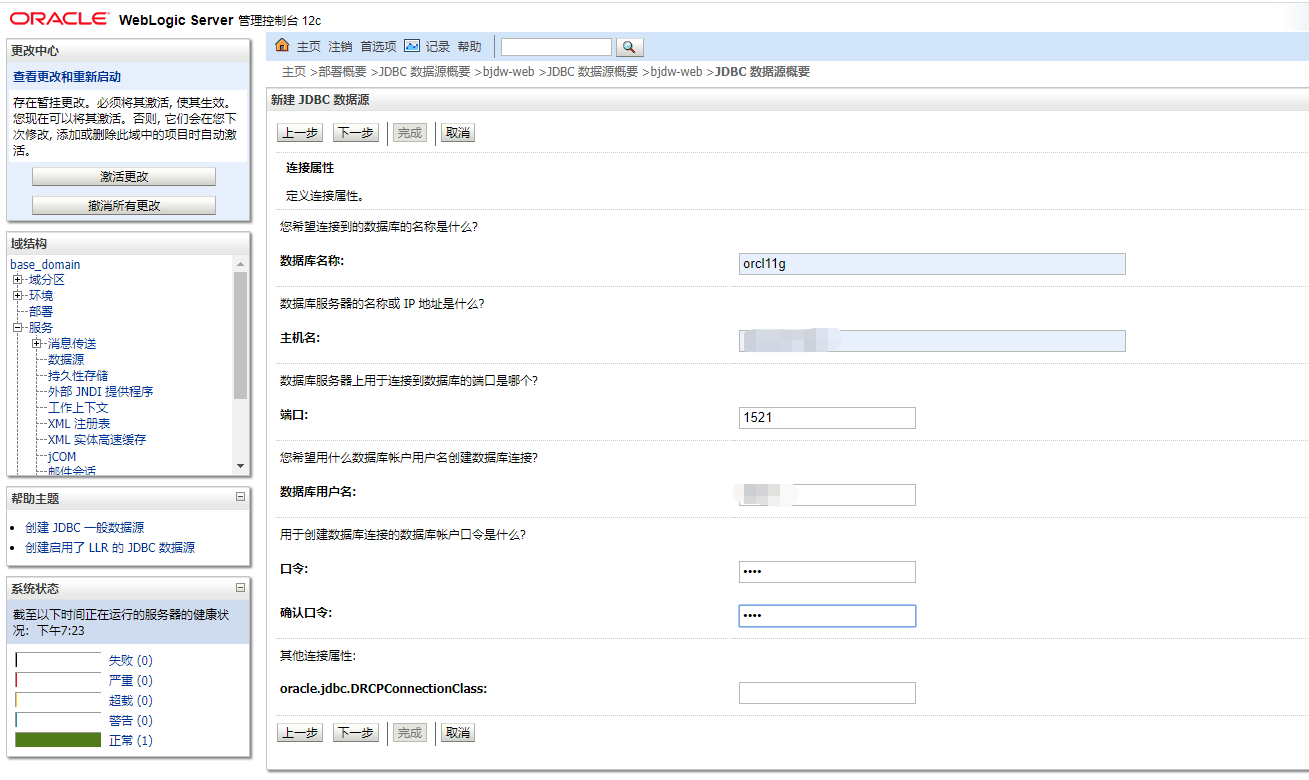 ORACLE WebLogic Server 管理控制台 12c
更改中心
查看更改和重新启动
存在暂挂更改。必须将其激活, 使其生效。
您现在可以将其激活。否则, 它们会在您下
次修改, 添加或删除此域中的项目时自动激
活。
激活更改
撤消所有更改
域结构
base_domain
域分区
环境
部署
服务
消息传送
数据源
持久性存储
外部 JNDI 提供程序
工作上下文
XML 注册表
XML 实体高速缓存
jCOM
邮件会话
帮助主题
创建 JDBC 一般数据源
创建启用了 LLR 的 JDBC 数据源
系统状态
截至以下时间正在运行的服务器的健康状
况: 下午7:23
失败 (0)
严重 (0)
超载 (0)
警告 (0)
正常 (1)
主页 注销 首选项 记录 帮助
主页 >部署概要 >JDBC 数据源概要 >bjdw-web >JDBC 数据源概要 >bjdw-web >JDBC 数据源概要
新建 JDBC 数据源
上一步 下一步 完成 取消
连接属性
定义连接属性。
您希望连接到的数据库的名称是什么?
数据库名称: orcl11g
数据库服务器的名称或 IP 地址是什么?
主机名:
数据库服务器上用于连接到数据库的端口是哪个?
端口: 1521
您希望用什么数据库帐户用户名创建数据库连接?
数据库用户名:
用于创建数据库连接的数据库帐户口令是什么?
口令: ••••
确认口令: ••••
其他连接属性:
oracle.jdbc.DRCPConnectionClass:
上一步 下一步 完成 取消